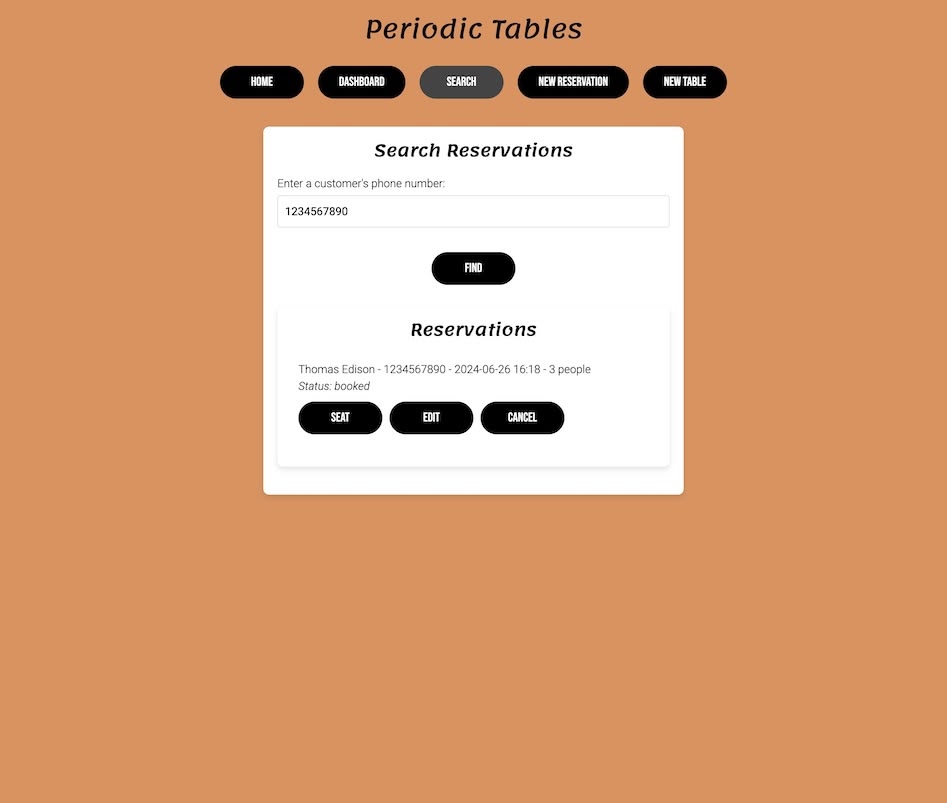 Periodic Tables
HOME DASHBOARD SEARCH NEW RESERVATION NEW TABLE
Search Reservations
Enter a customer's phone number:
1234567890
FIND
Reservations
Thomas Edison - 1234567890 - 2024-06-26 16:18 - 3 people
Status: booked
SEAT EDIT CANCEL